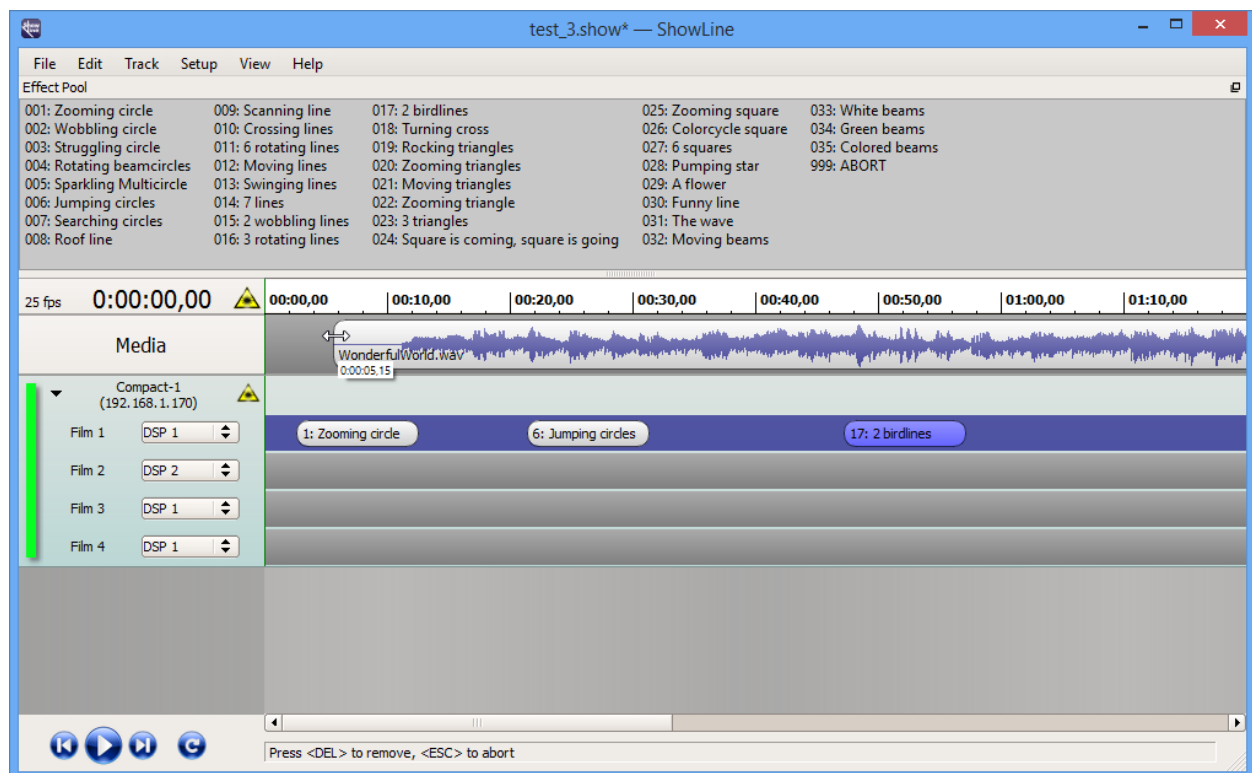 test_3.show* — ShowLine
File Edit Track Setup View Help
Effect Pool
001: Zooming circle
002: Wobbling circle
003: Struggling circle
004: Rotating beamcircles
005: Sparkling Multicircle
006: Jumping circles
007: Searching circles
008: Roof line
009: Scanning line
010: Crossing lines
011: 6 rotating lines
012: Moving lines
013: Swinging lines
014: 7 lines
015: 2 wobbling lines
016: 3 rotating lines
017: 2 birdlines
018: Turning cross
019: Rocking triangles
020: Zooming triangles
021: Moving triangles
022: Zooming triangle
023: 3 triangles
024: Square is coming, square is going
025: Zooming square
026: Colorcycle square
027: 6 squares
028: Pumping star
029: A flower
030: Funny line
031: The wave
032: Moving beams
033: White beams
034: Green beams
035: Colored beams
999: ABORT
25 fps 0:00:00,00 00:00,00 00:10,00 00:20,00 00:30,00 00:40,00 00:50,00 01:00,00 01:10,00
Media
WonderfulWorld.wav
0:00:05,15
Compact-1
(192.168.1.170)
Film 1 DSP 1 1: Zooming circle 6: Jumping circles 17: 2 birdlines
Film 2 DSP 2
Film 3 DSP 1
Film 4 DSP 1
Press <DEL> to remove, <ESC> to abort